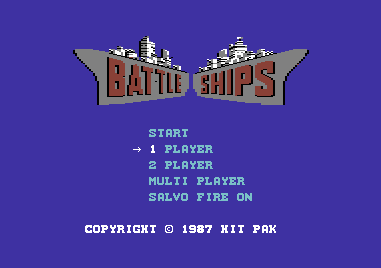 BATTLE SHIPS
START
→ 1 PLAYER
2 PLAYER
MULTI PLAYER
SALVO FIRE ON
COPYRIGHT © 1987 HIT PAK